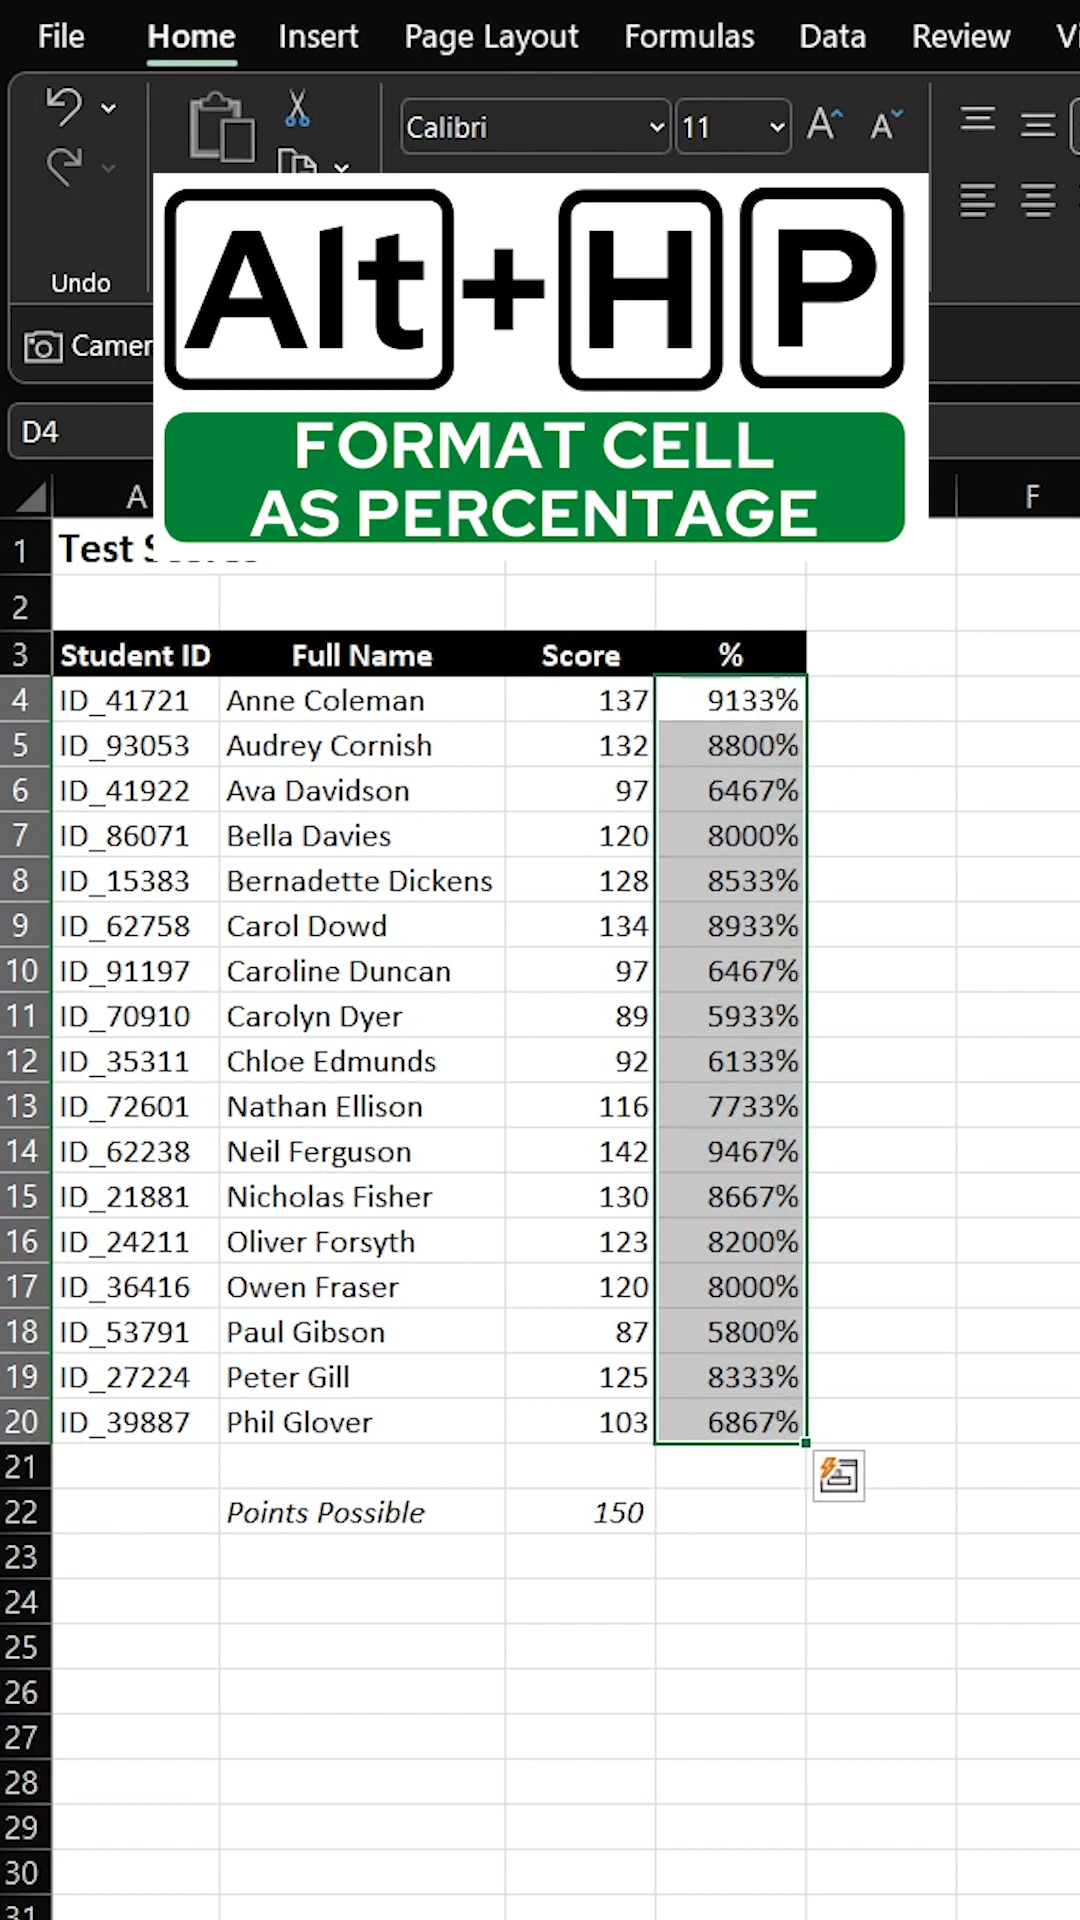 File Home Insert Page Layout Formulas Data Review
Calibri 11 A A
Alt+H P
Undo
FORMAT CELL
AS PERCENTAGE
D4
A F
1 Test
2
3 Student ID Full Name Score %
4 ID_41721 Anne Coleman 137 9133%
5 ID_93053 Audrey Cornish 132 8800%
6 ID_41922 Ava Davidson 97 6467%
7 ID_86071 Bella Davies 120 8000%
8 ID_15383 Bernadette Dickens 128 8533%
9 ID_62758 Carol Dowd 134 8933%
10 ID_91197 Caroline Duncan 97 6467%
11 ID_70910 Carolyn Dyer 89 5933%
12 ID_35311 Chloe Edmunds 92 6133%
13 ID_72601 Nathan Ellison 116 7733%
14 ID_62238 Neil Ferguson 142 9467%
15 ID_21881 Nicholas Fisher 130 8667%
16 ID_24211 Oliver Forsyth 123 8200%
17 ID_36416 Owen Fraser 120 8000%
18 ID_53791 Paul Gibson 87 5800%
19 ID_27224 Peter Gill 125 8333%
20 ID_39887 Phil Glover 103 6867%
21
22 Points Possible 150
23
24
25
26
27
28
29
30
31